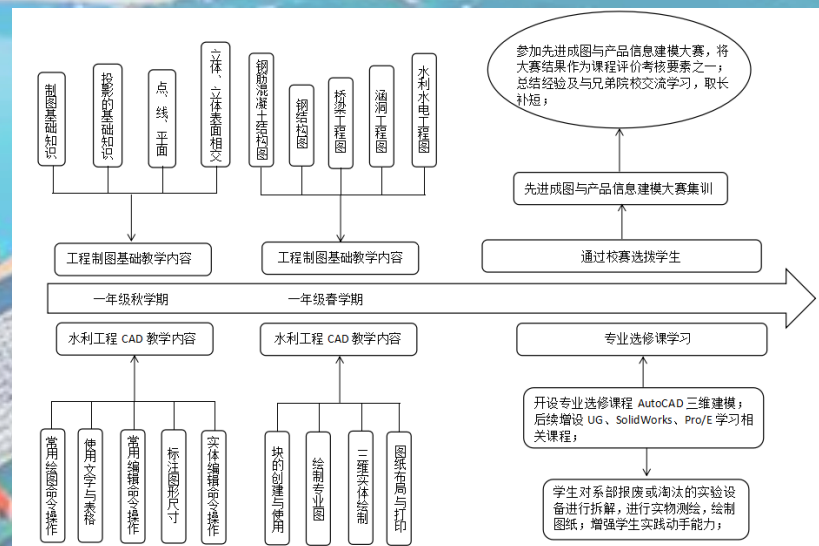 制图基础知识
投影的基础知识
点、线、平面
立体、立体表面相交
钢筋混凝土结构图
钢结构图
桥梁工程图
涵洞工程图
水利水电工程图
参加先进成图与产品信息建模大赛，将
大赛结果作为课程评价考核要素之一；
总结经验及与兄弟院校交流学习，取长
补短；
先进成图与产品信息建模大赛集训
工程制图基础教学内容
工程制图基础教学内容
通过校赛选拨学生
一年级秋学期
一年级春学期
水利工程 CAD 教学内容
水利工程 CAD 教学内容
专业选修课学习
常用绘图命令操作
使用文字与表格
常用编辑命令操作
标注图形尺寸
实体编辑命令操作
块的创建与使用
绘制专业图
三维实体绘制
图纸布局与打印
开设专业选修课程 AutoCAD 三维建模；
后续增设 UG、SolidWorks、Pro/E 学习相
关课程；
学生对系部报废或淘汰的实验设
备进行拆解，进行实物测绘，绘制
图纸；增强学生实践动手能力；